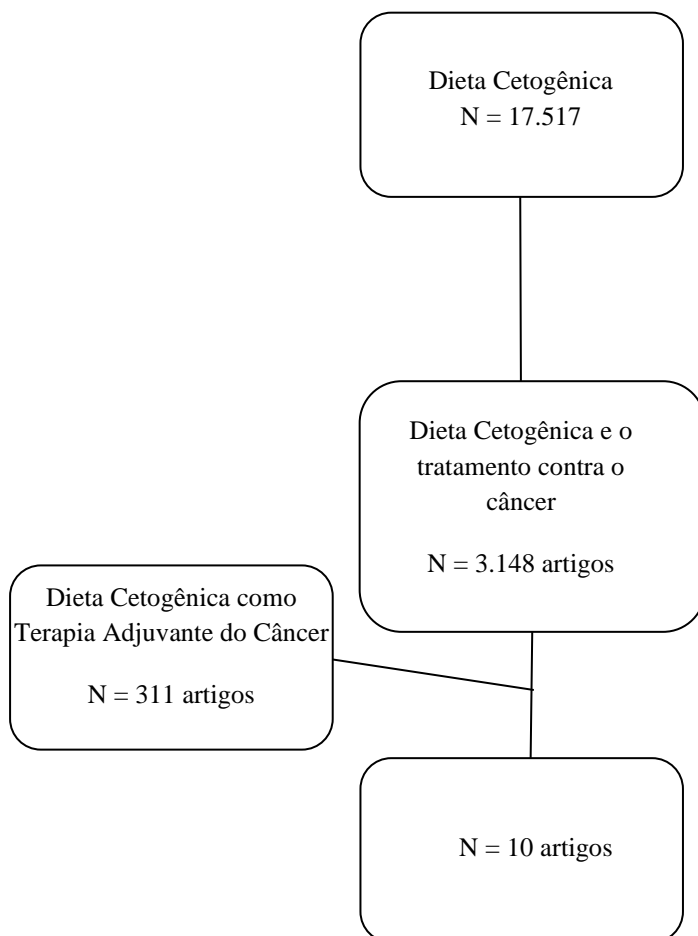 Dieta Cetogênica
N = 17.517
Dieta Cetogênica e o
tratamento contra o
câncer
N = 3.148 artigos
Dieta Cetogênica como
Terapia Adjuvante do Câncer
N = 311 artigos
N = 10 artigos